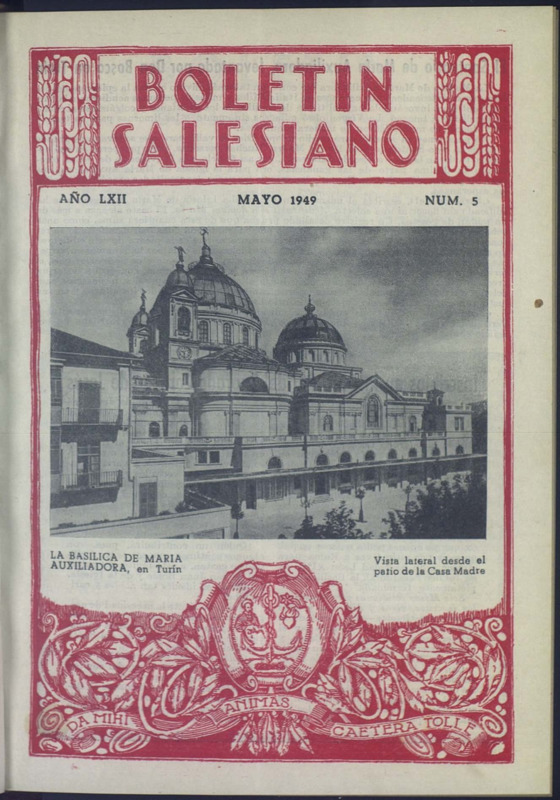 BOLETIN
SALESIANO
AÑO LXII
MAYO 1949
NUM. 5
LA BASILICA DE MARIA
AUXILIADORA, en Turín
Vista lateral desde el
patio de la Casa Madre
DA MIHI ANIMAS CAETERA TOLLE